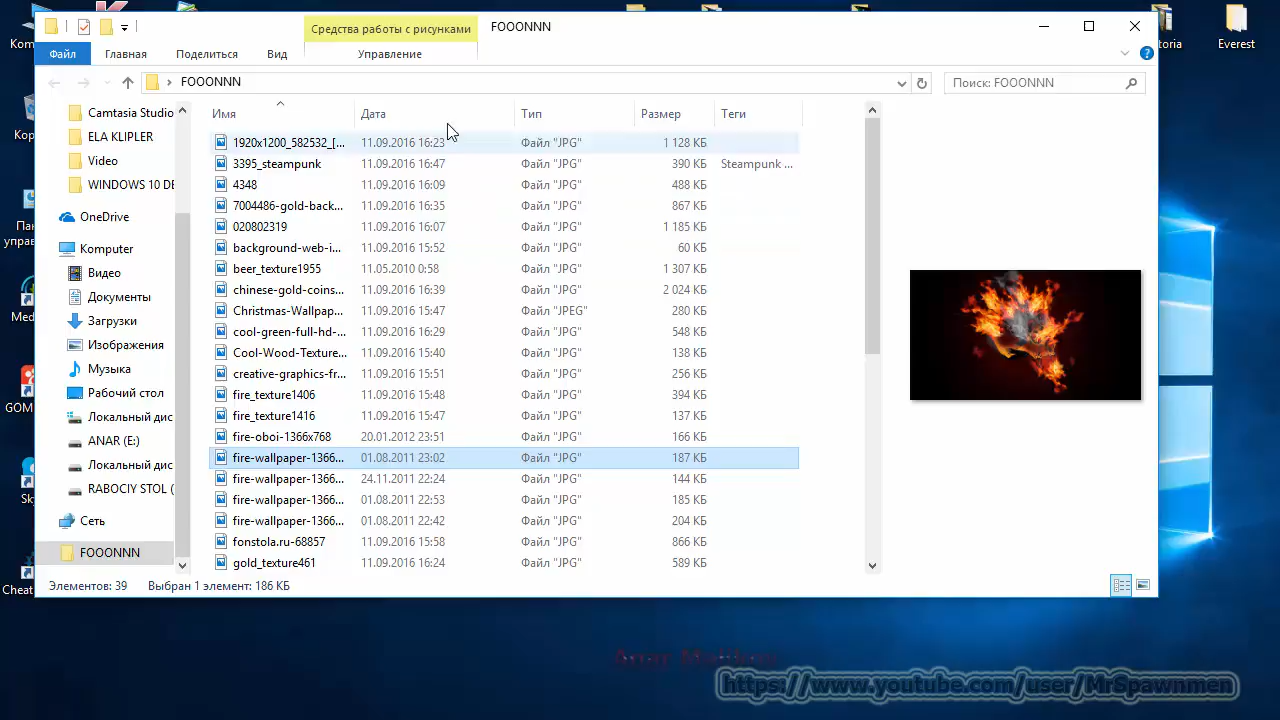 Средства работы с рисунками
FOOONNN
Файл
Главная
Поделиться
Вид
Управление
FOOONNN
Поиск: FOOONNN
Имя
Дата
Тип
Размер
Теги
Camtasia Studio
ELA KLIPLER
Video
WINDOWS 10 DE
OneDrive
Komputer
Видео
Документы
Загрузки
Изображения
Музыка
Рабочий стол
Локальный дис
ANAR (E:)
Локальный дис
RABOCIY STOL (
Сеть
FOOONNN
1920x1200_582532_[... 11.09.2016 16:23 Файл "JPG" 1 128 КБ
3395_steampunk 11.09.2016 16:47 Файл "JPG" 390 КБ Steampunk ...
4348 11.09.2016 16:09 Файл "JPG" 488 КБ
7004486-gold-back... 11.09.2016 16:35 Файл "JPG" 867 КБ
020802319 11.09.2016 16:07 Файл "JPG" 1 185 КБ
background-web-i... 11.09.2016 15:52 Файл "JPG" 60 КБ
beer_texture1955 11.05.2010 0:58 Файл "JPG" 1 307 КБ
chinese-gold-coins... 11.09.2016 16:39 Файл "JPG" 2 024 КБ
Christmas-Wallpap... 11.09.2016 15:47 Файл "JPEG" 280 КБ
cool-green-full-hd-... 11.09.2016 16:29 Файл "JPG" 548 КБ
Cool-Wood-Texture... 11.09.2016 15:40 Файл "JPG" 138 КБ
creative-graphics-fr... 11.09.2016 15:51 Файл "JPG" 256 КБ
fire_texture1406 11.09.2016 15:48 Файл "JPG" 394 КБ
fire_texture1416 11.09.2016 15:47 Файл "JPG" 137 КБ
fire-oboi-1366x768 20.01.2012 23:51 Файл "JPG" 166 КБ
fire-wallpaper-1366... 01.08.2011 23:02 Файл "JPG" 187 КБ
fire-wallpaper-1366... 24.11.2011 22:24 Файл "JPG" 144 КБ
fire-wallpaper-1366... 01.08.2011 22:53 Файл "JPG" 185 КБ
fire-wallpaper-1366... 01.08.2011 22:42 Файл "JPG" 204 КБ
fonstola.ru-68857 11.09.2016 15:58 Файл "JPG" 866 КБ
gold_texture461 11.09.2016 16:24 Файл "JPG" 589 КБ
Элементов: 39
Выбран 1 элемент: 186 КБ
Everest
https://www.youtube.com/user/MrSpawnmen